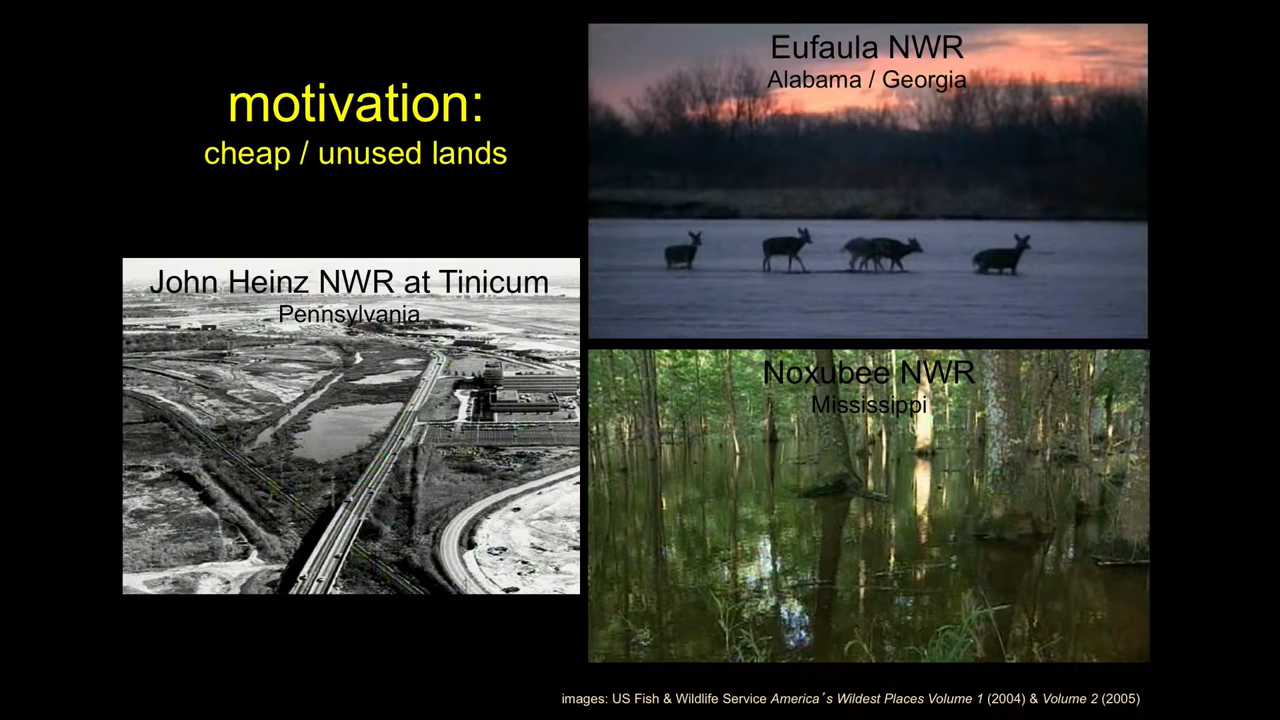 motivation:
cheap / unused lands
Eufaula NWR
Alabama / Georgia
John Heinz NWR at Tinicum
Pennsylvania
Noxubee NWR
Mississippi
images: US Fish & Wildlife Service America´s Wildest Places Volume 1 (2004) & Volume 2 (2005)